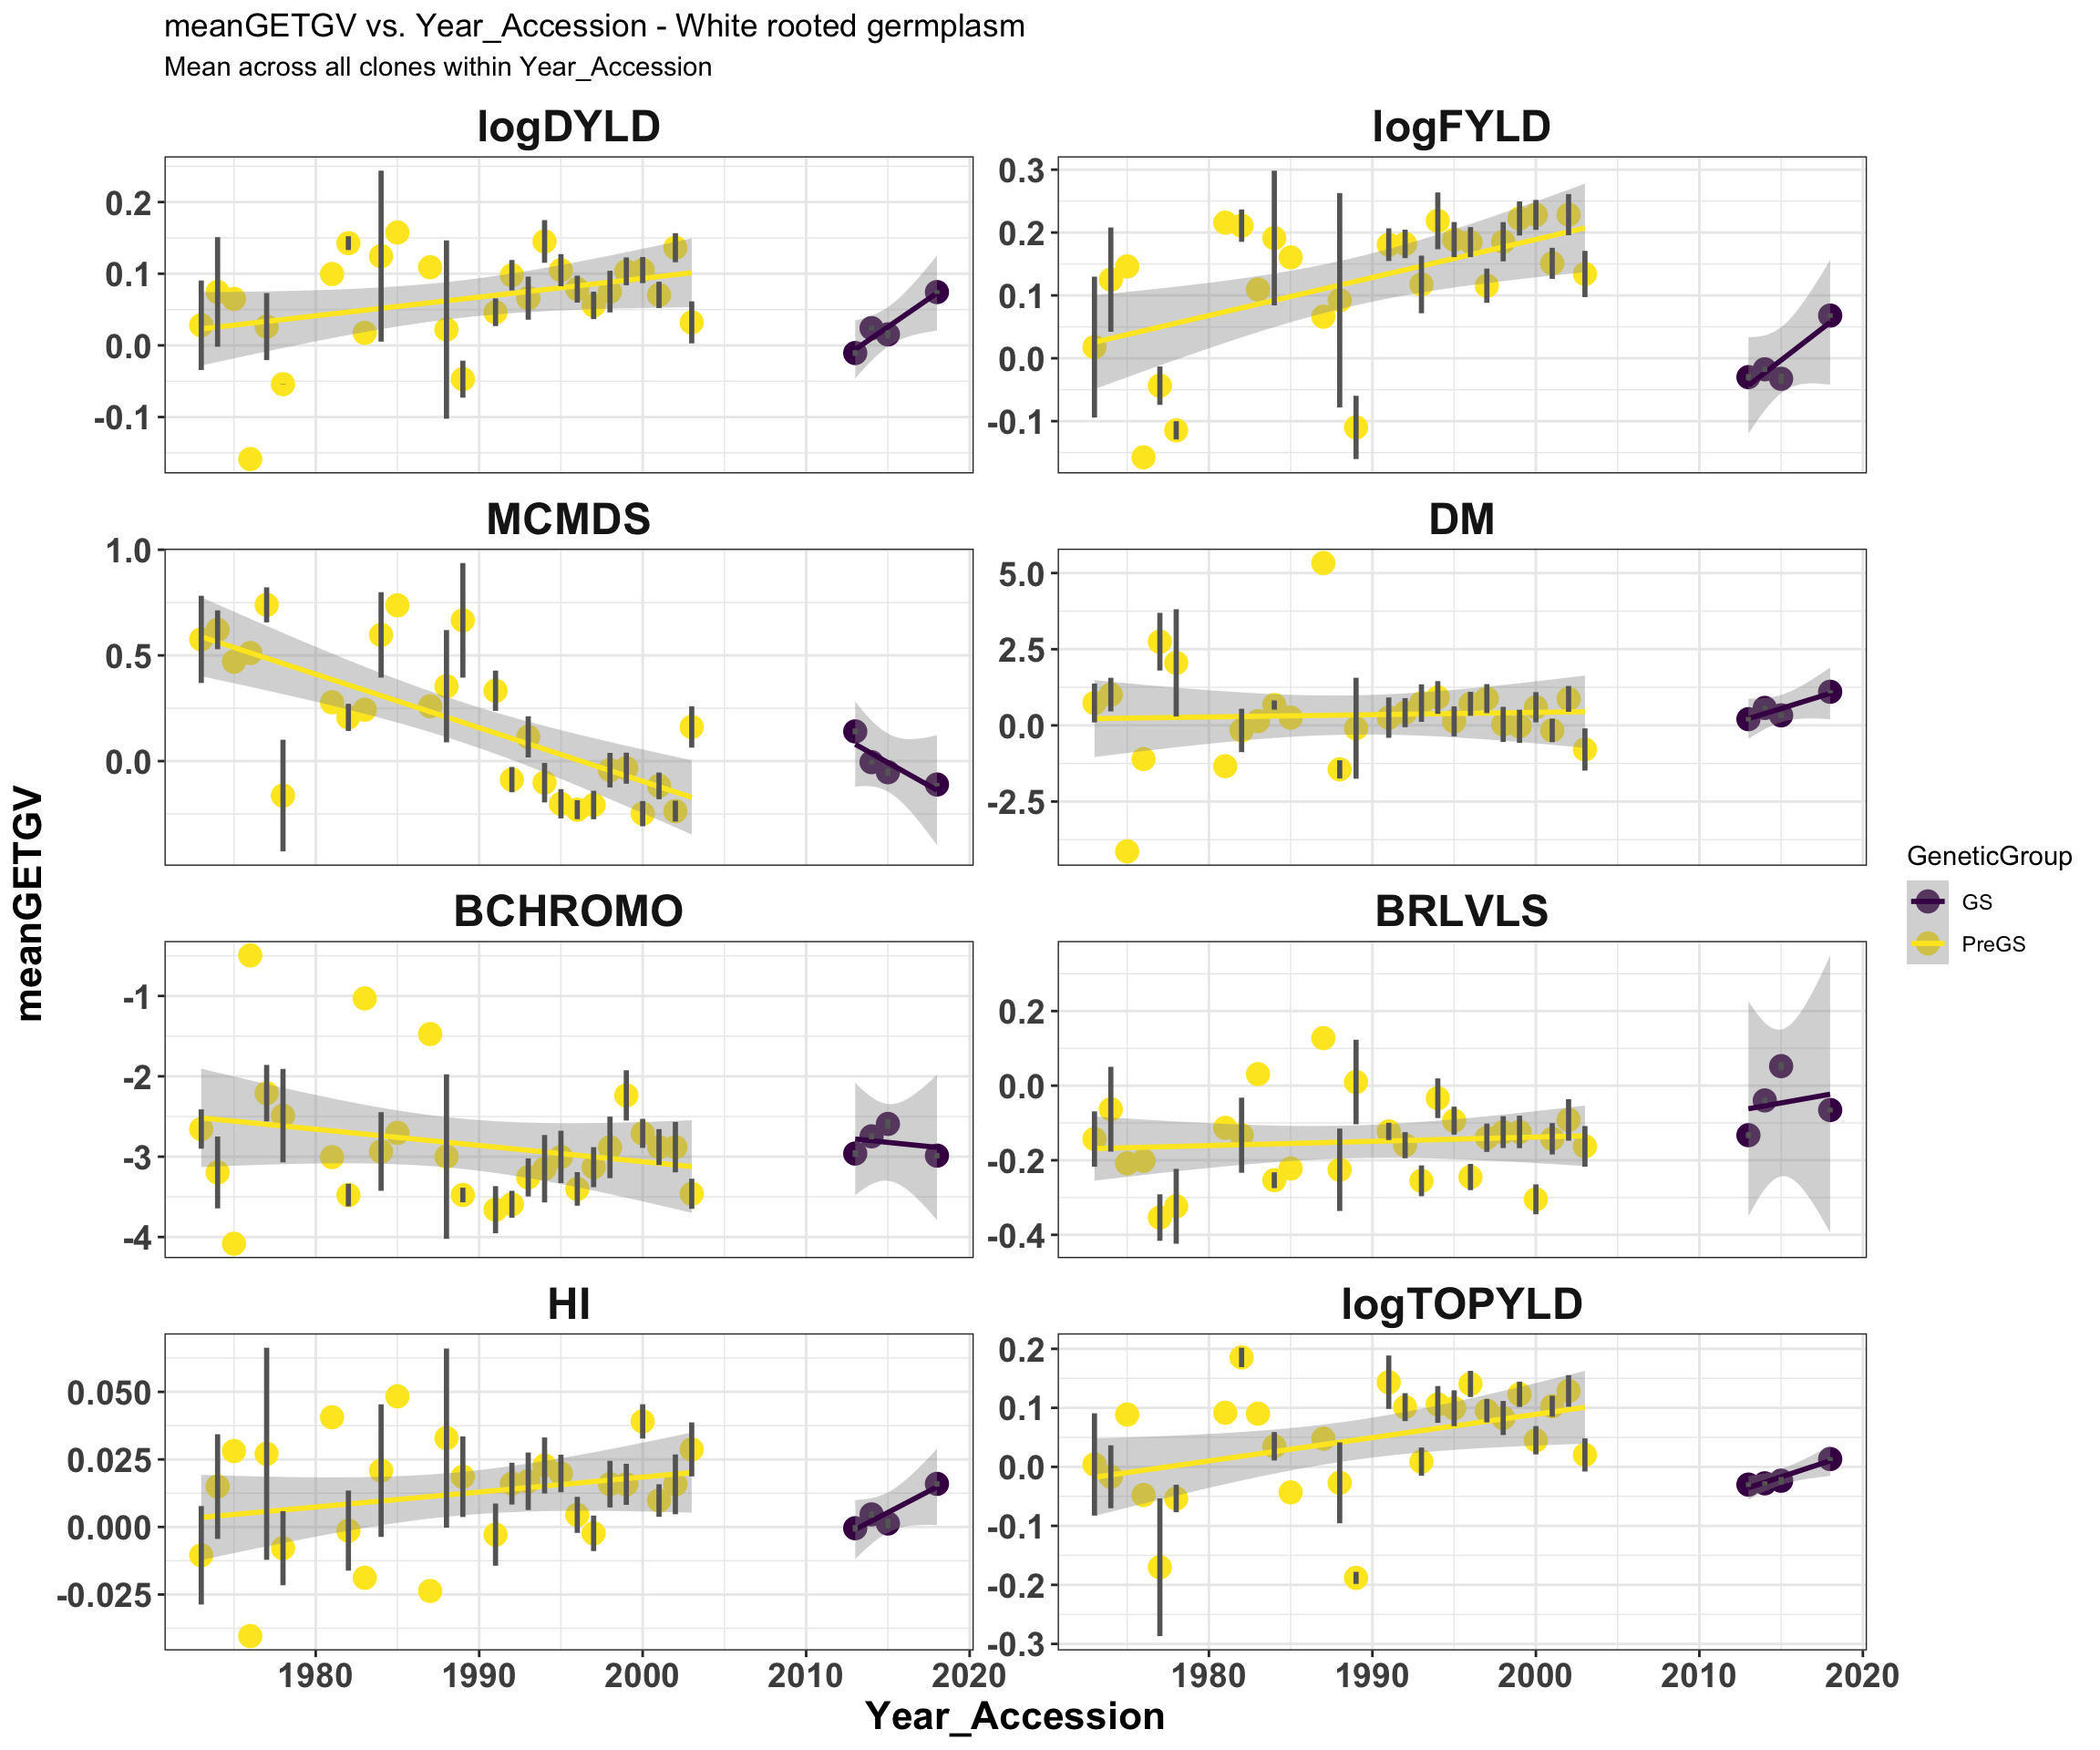 meanGETGV vs. Year_Accession - White rooted germplasm
Mean across all clones within Year_Accession
logDYLD
logFYLD
0.2
0.1
0.0
-0.1
0.3
0.2
0.1
0.0
-0.1
MCMDS
DM
1.0
0.5
0.0
5.0
2.5
0.0
-2.5
BCHROMO
BRLVLS
-1
-2
-3
-4
0.2
0.0
-0.2
-0.4
HI
logTOPYLD
0.050
0.025
0.000
-0.025
0.2
0.1
0.0
-0.1
-0.2
-0.3
1980 1990 2000 2010 2020
1980 1990 2000 2010 2020
Year_Accession
meanGETGV
GeneticGroup
GS
PreGS